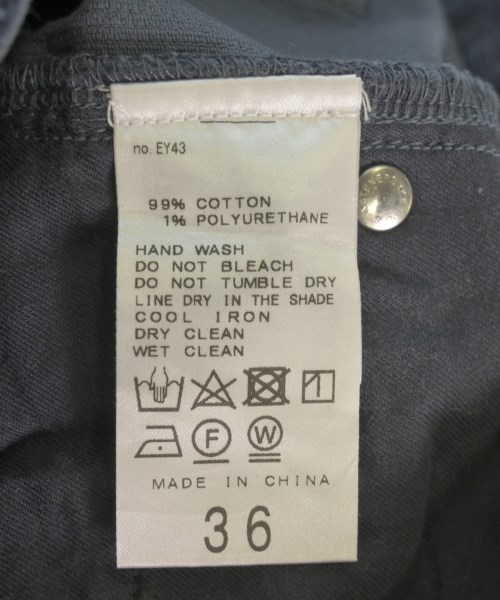 no. EY43
99% COTTON
1% POLYURETHANE
HAND WASH
DO NOT BLEACH
DO NOT TUMBLE DRY
LINE DRY IN THE SHADE
COOL IRON
DRY CLEAN
WET CLEAN
F W
MADE IN CHINA
36